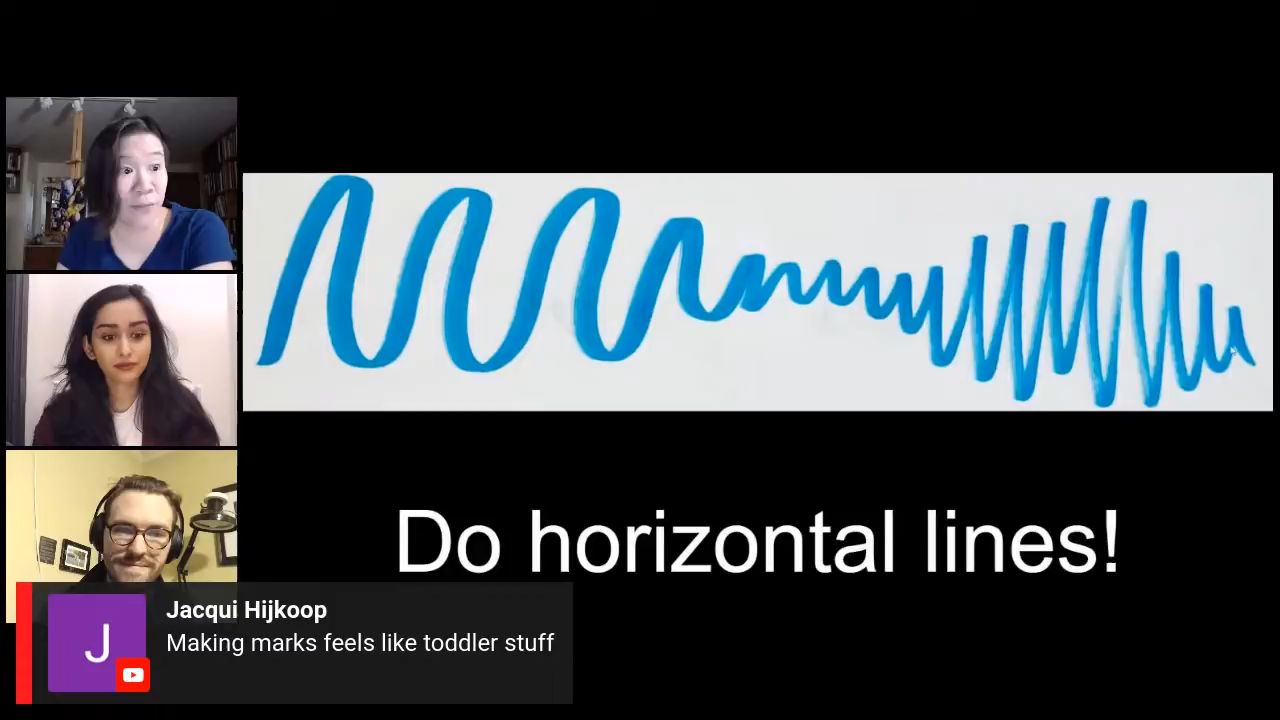 Do horizontal lines!
J
Jacqui Hijkoop
Making marks feels like toddler stuff